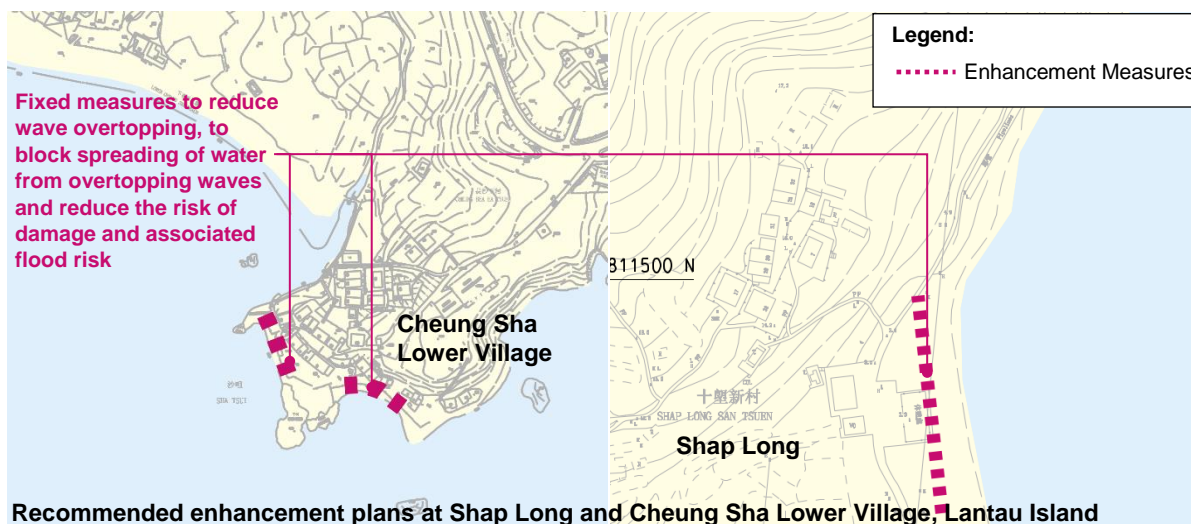 Legend:
Enhancement Measures
Fixed measures to reduce
wave overtopping, to
block spreading of water
from overtopping waves
and reduce the risk of
damage and associated
flood risk
811500 N
Cheung Sha
Lower Village
SHA TSUI
十塱新村
SHAP LONG SAN TSUEN
Shap Long
Recommended enhancement plans at Shap Long and Cheung Sha Lower Village, Lantau Island